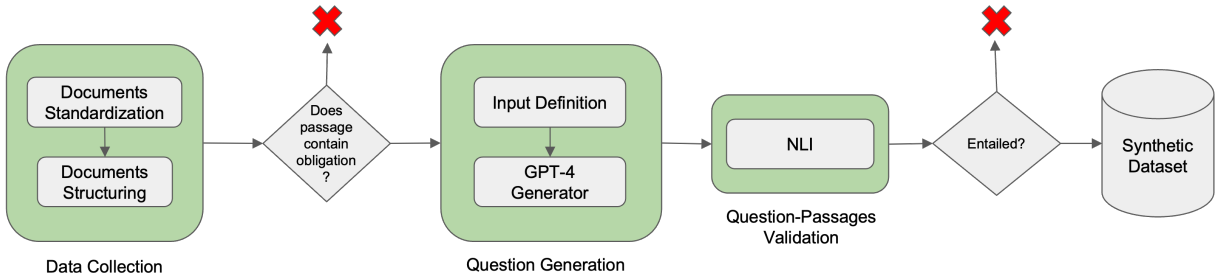 Documents
Standardization
Documents
Structuring
Data Collection
Does
passage
contain
obligation
?
Input Definition
GPT-4
Generator
Question Generation
NLI
Question-Passages
Validation
Entailed?
Synthetic
Dataset